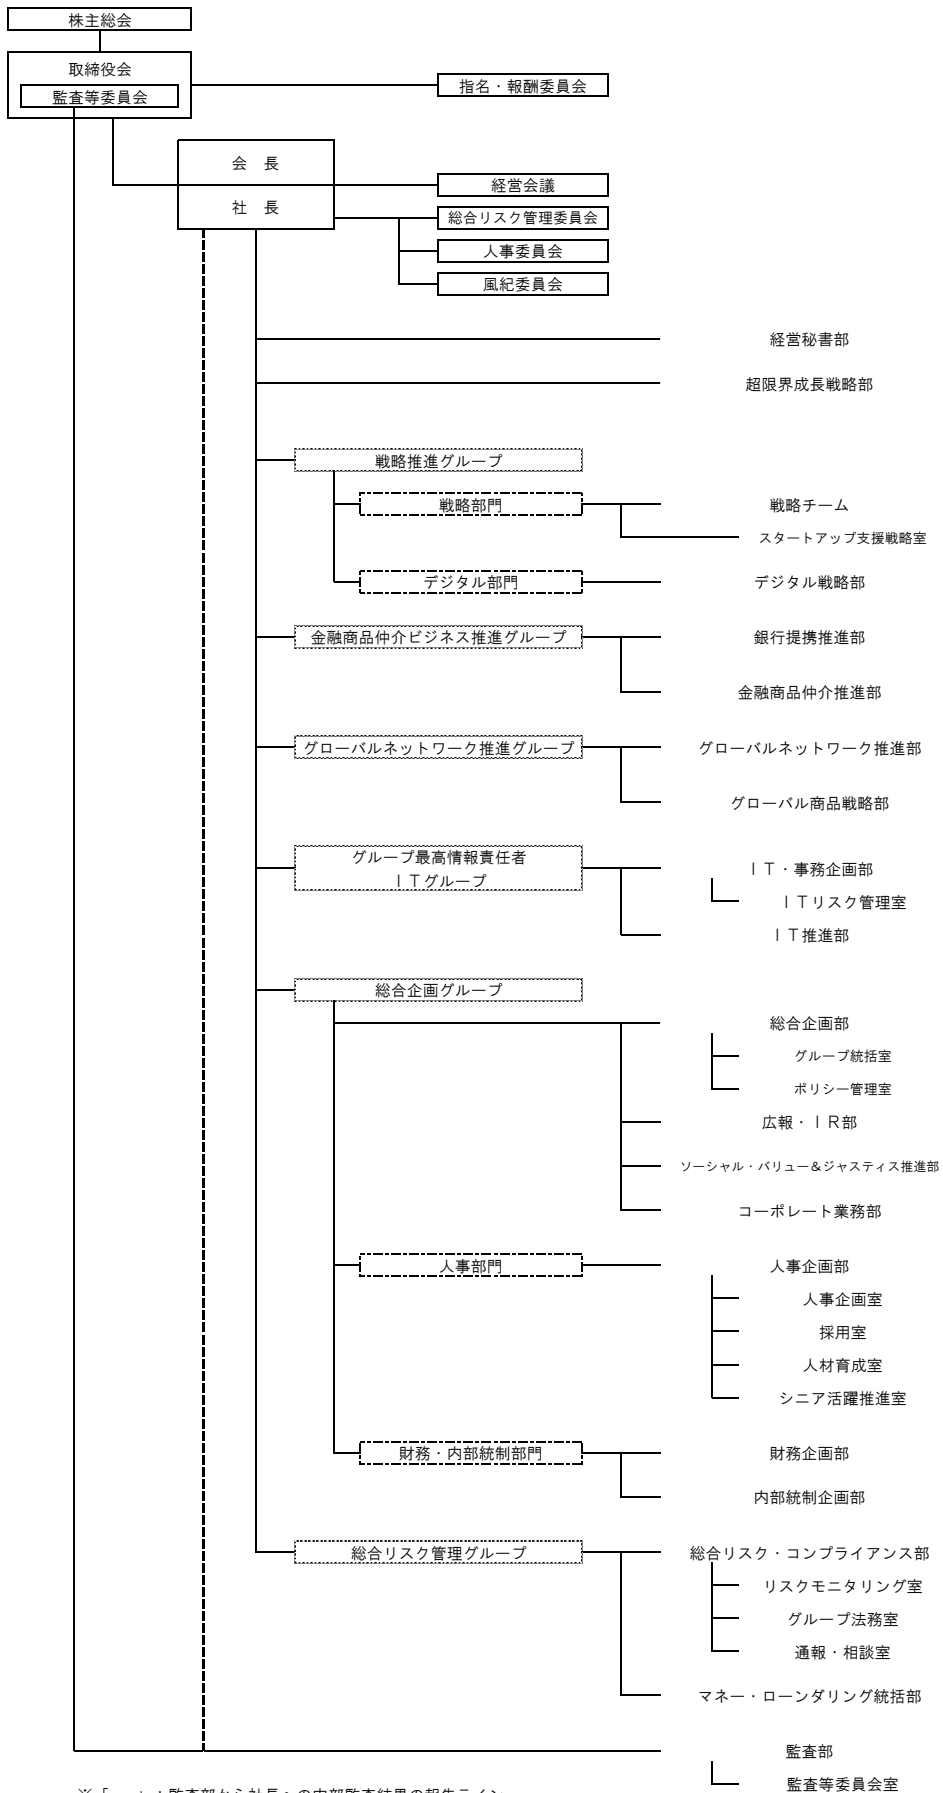 株主総会
取締役会
監査等委員会
指名・報酬委員会
会　長
社　長
経営会議
総合リスク管理委員会
人事委員会
風紀委員会
経営秘書部
超限界成長戦略部
戦略推進グループ
戦略部門
戦略チーム
スタートアップ支援戦略室
デジタル部門
デジタル戦略部
金融商品仲介ビジネス推進グループ
銀行提携推進部
金融商品仲介推進部
グローバルネットワーク推進グループ
グローバルネットワーク推進部
グローバル商品戦略部
グループ最高情報責任者
ＩＴグループ
ＩＴ・事務企画部
ＩＴリスク管理室
ＩＴ推進部
総合企画グループ
総合企画部
グループ統括室
ポリシー管理室
広報・ＩＲ部
ソーシャル・バリュー＆ジャスティス推進部
コーポレート業務部
人事部門
人事企画部
人事企画室
採用室
人材育成室
シニア活躍推進室
財務・内部統制部門
財務企画部
内部統制企画部
総合リスク管理グループ
総合リスク・コンプライアンス部
リスクモニタリング室
グループ法務室
通報・相談室
マネー・ローンダリング統括部
監査部
監査等委員会室